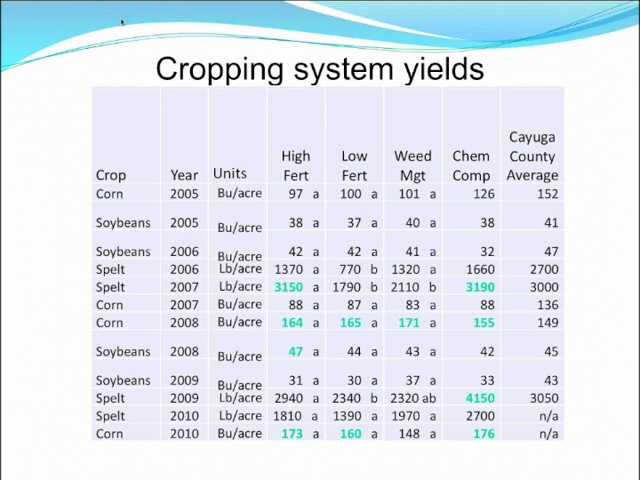 Cropping system yields
Crop Year Units High Fert Low Fert Weed Mgt Chem Comp Cayuga County Average
Corn 2005 Bu/acre 97 a 100 a 101 a 126 152
Soybeans 2005 Bu/acre 38 a 37 a 40 a 38 41
Soybeans 2006 Bu/acre 42 a 42 a 41 a 32 47
Spelt 2006 Lb/acre 1370 a 770 b 1320 a 1660 2700
Spelt 2007 Lb/acre 3150 a 1790 b 2110 b 3190 3000
Corn 2007 Bu/acre 88 a 87 a 83 a 88 136
Corn 2008 Bu/acre 164 a 165 a 171 a 155 149
Soybeans 2008 Bu/acre 47 a 44 a 43 a 42 45
Soybeans 2009 Bu/acre 31 a 30 a 37 a 33 43
Spelt 2009 Lb/acre 2940 a 2340 b 2320 ab 4150 3050
Spelt 2010 Lb/acre 1810 a 1390 a 1970 a 2700 n/a
Corn 2010 Bu/acre 173 a 160 a 148 a 176 n/a